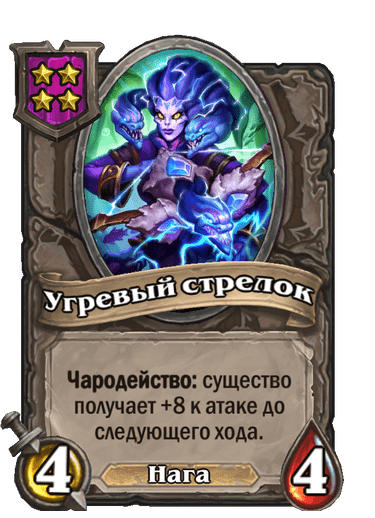 Угревый стрелок
Чародейство: существо
получает +8 к атаке до
следующего хода.
4
Нага
4